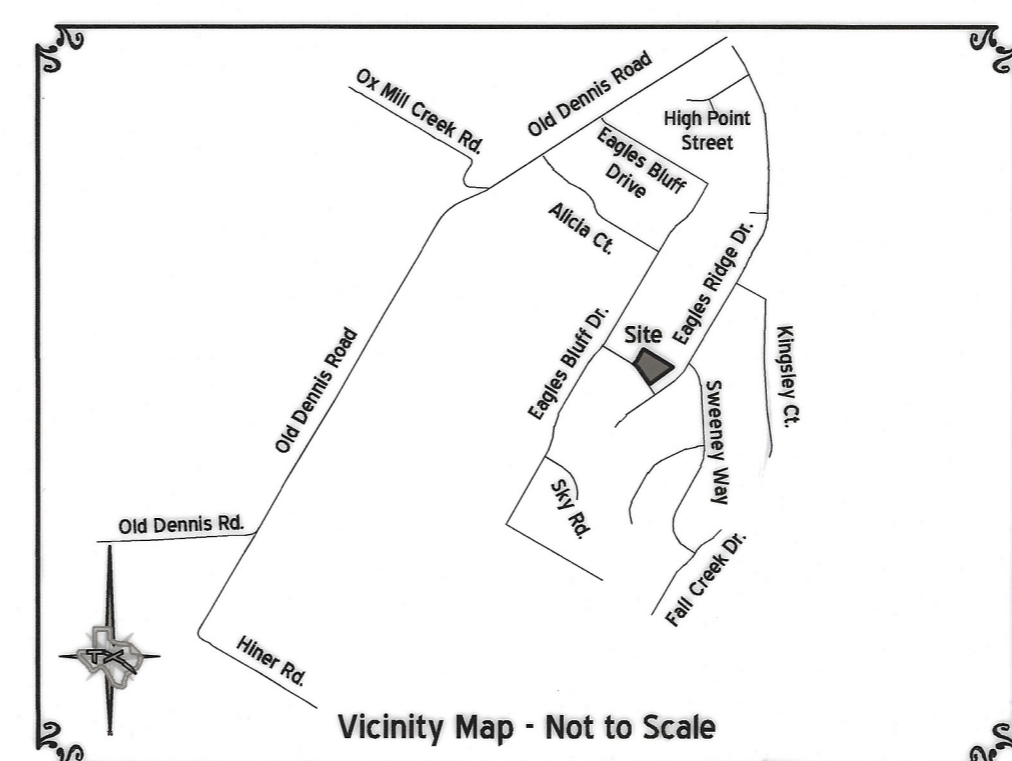 Ox Mill Creek Rd.
Old Dennis Road
High Point
Street
Eagles Bluff
Drive
Alicia Ct.
Eagles Ridge Dr.
Site
Eagles Bluff Dr.
Kingsley Ct.
Old Dennis Road
Sweeney Way
Sky Rd.
Old Dennis Rd.
Fall Creek Dr.
TX
Hiner Rd.
Vicinity Map - Not to Scale